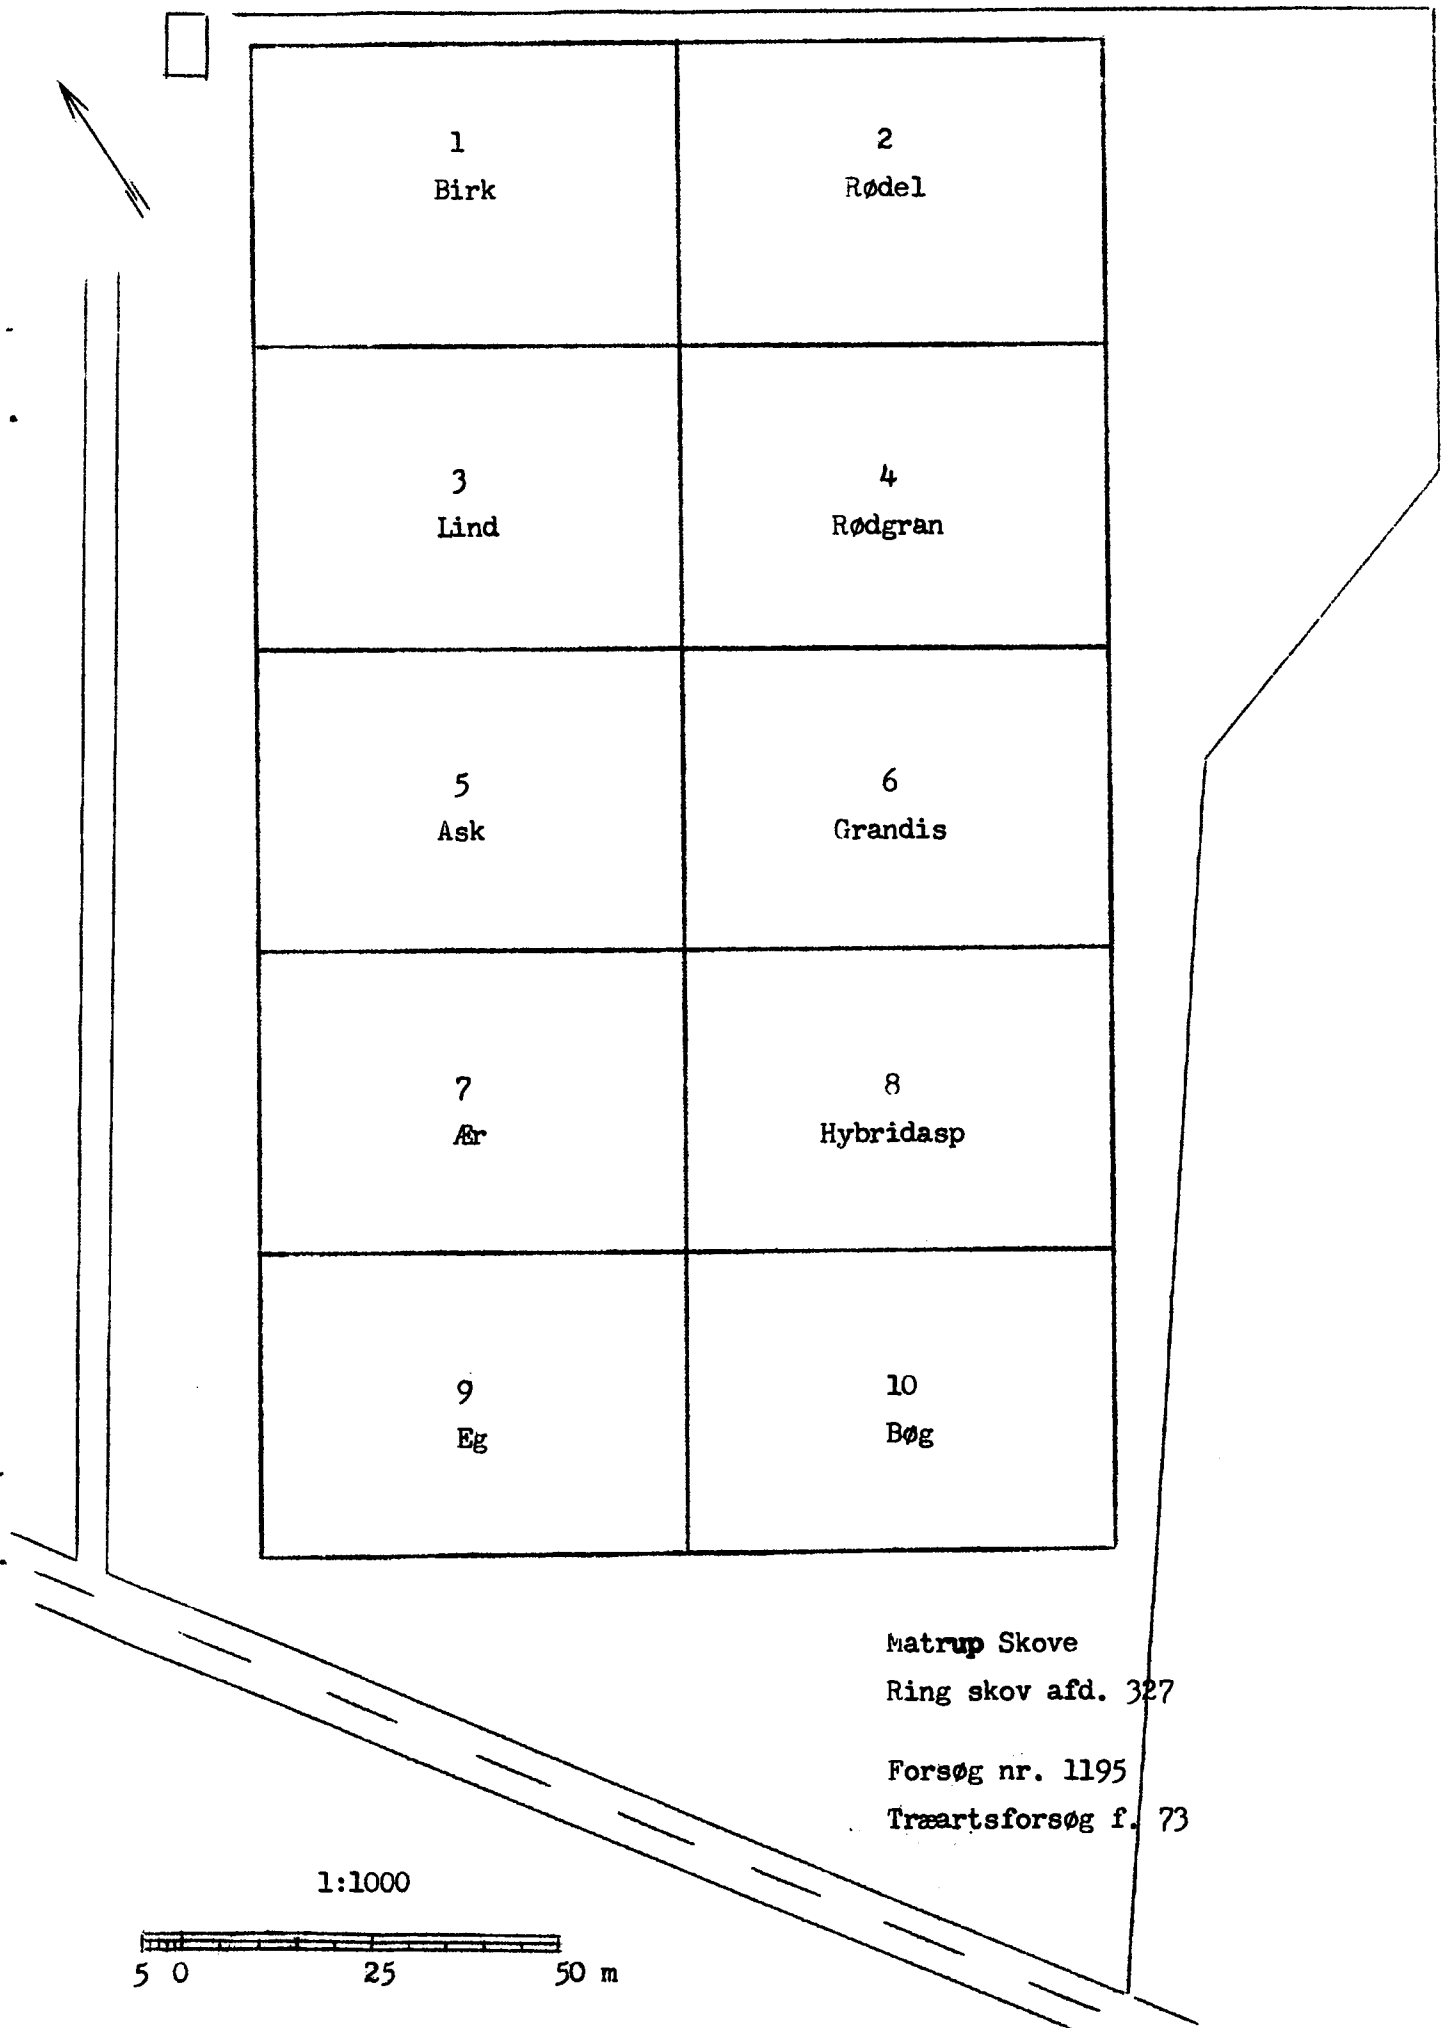 1
Birk
2
Rødel
3
Lind
4
Rødgran
5
Ask
6
Grandis
7
Ær
8
Hybridasp
9
Eg
10
Bøg
Matrup Skove
Ring skov afd. 327
Forsøg nr. 1195
Træartsforsøg f. 73
1:1000
5 0 25 50 m